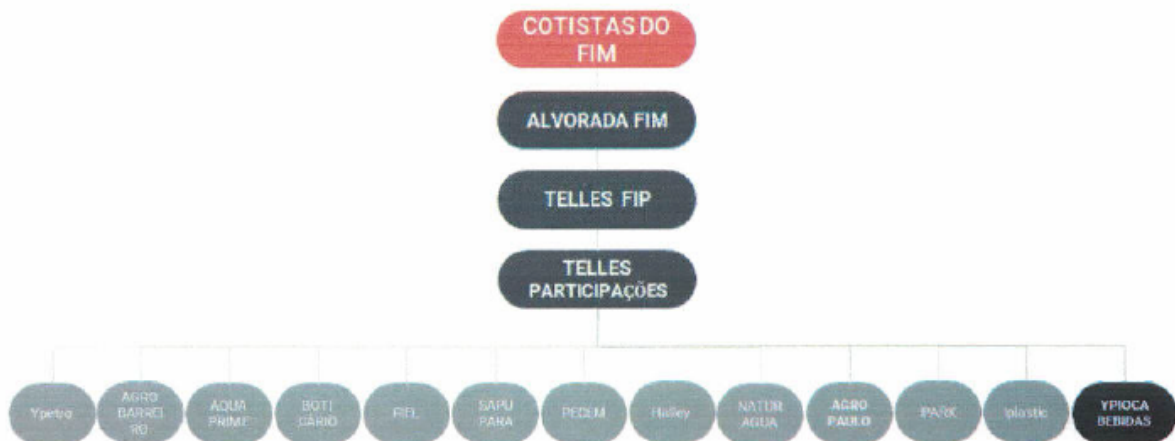 COTISTAS DO
FIM
ALVORADA FIM
TELLES FIP
TELLES
PARTICIPAÇÕES
Ypetro
AGRO
BARREI
RO
AQUA
PRIME
BOTI
CÁRIO
FIEL
SAPU
PARA
PECEM
Halley
NATUR
AGUA
AGRO
PAULO
IPARK
Iplastic
YPIOCA
BEBIDAS